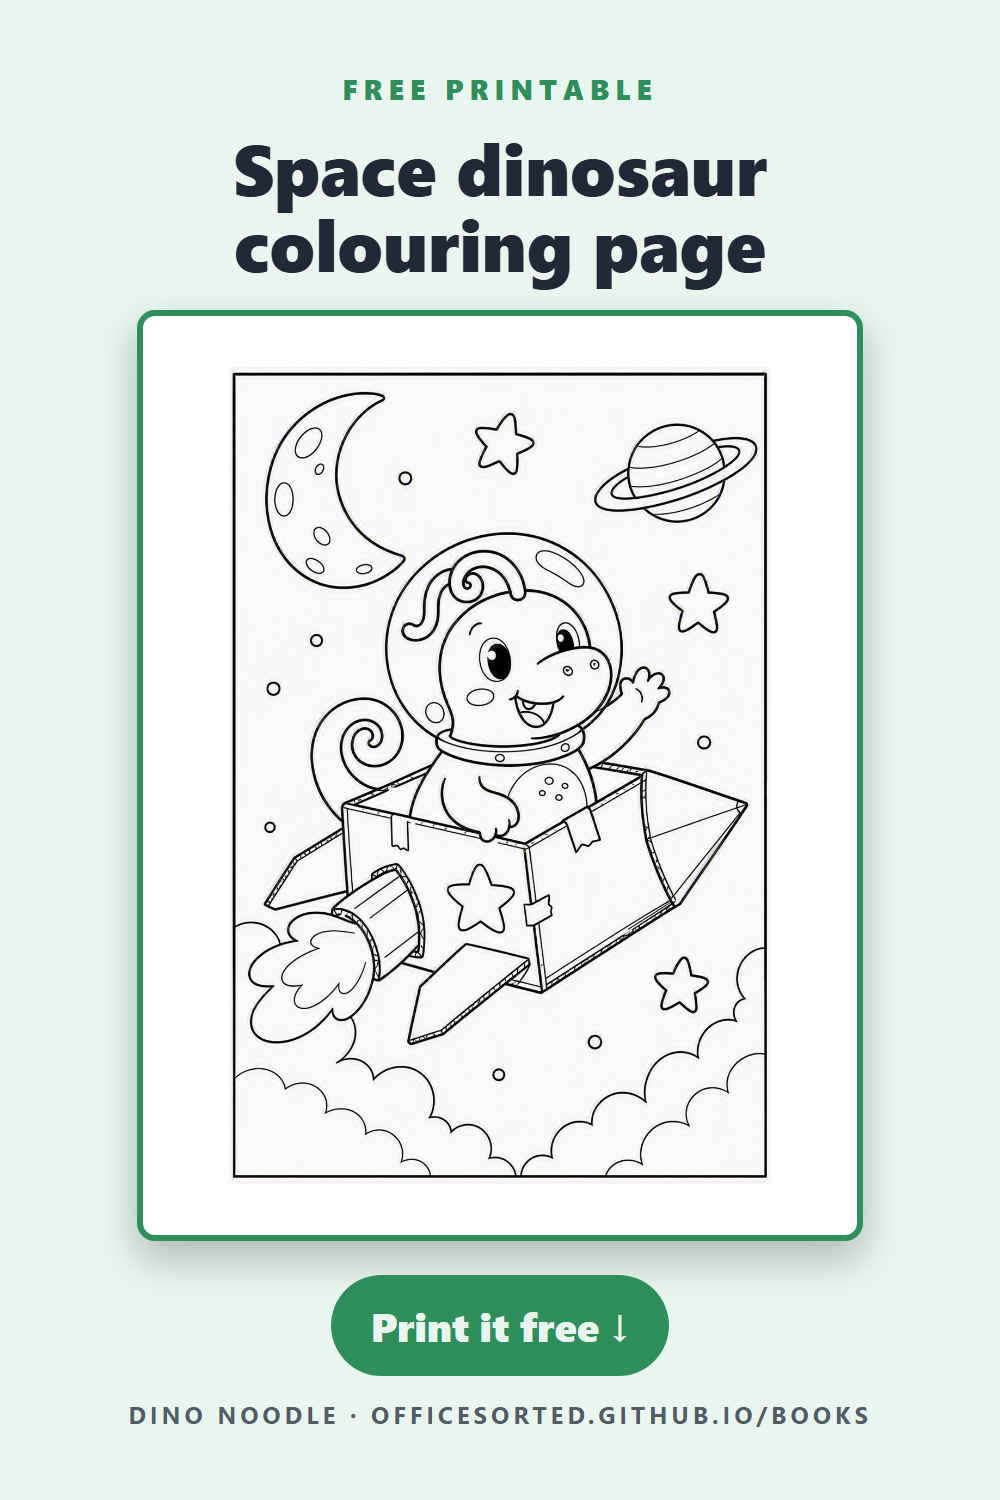 FREE PRINTABLE
Space dinosaur
colouring page
Print it free ↓
DINO NOODLE · OFFICESORTED.GITHUB.IO/BOOKS